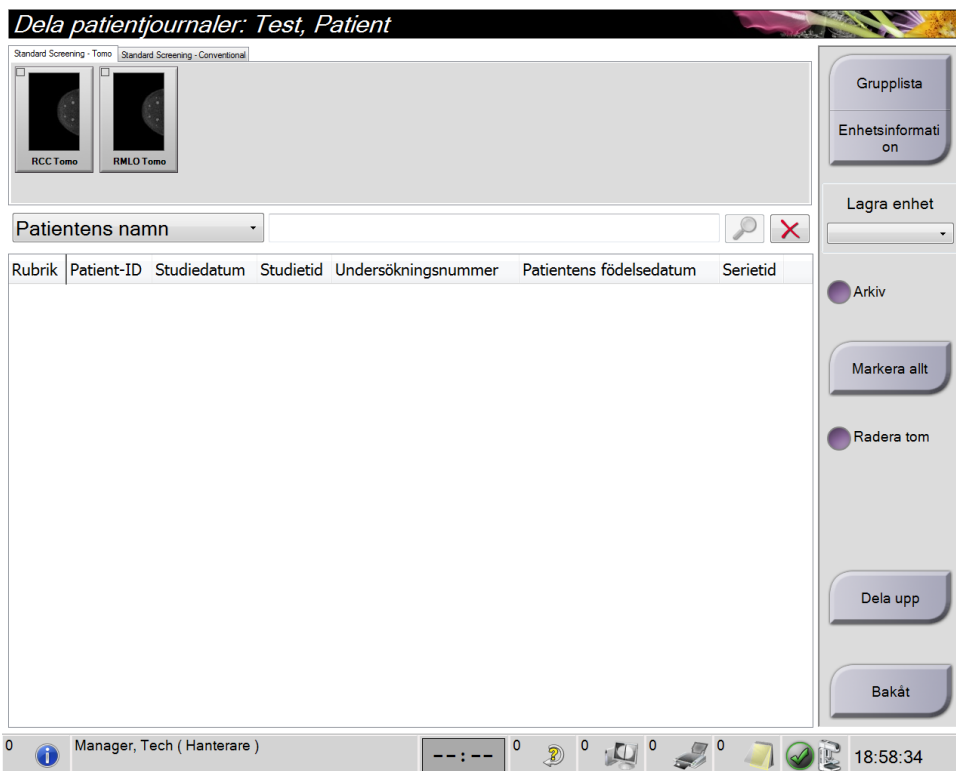 Dela patientjournaler: Test, Patient
Standard Screening - Tomo Standard Screening - Conventional
RCC Tomo RMLO Tomo
Patientens namn
Rubrik Patient-ID Studiedatum Studietid Undersökningsnummer Patientens födelsedatum Serietid
Grupplista
Enhetsinformati
on
Lagra enhet
Arkiv
Markera allt
Radera tom
Dela upp
Bakåt
0 Manager, Tech ( Hanterare ) --:-- 0 0 0 0 18:58:34